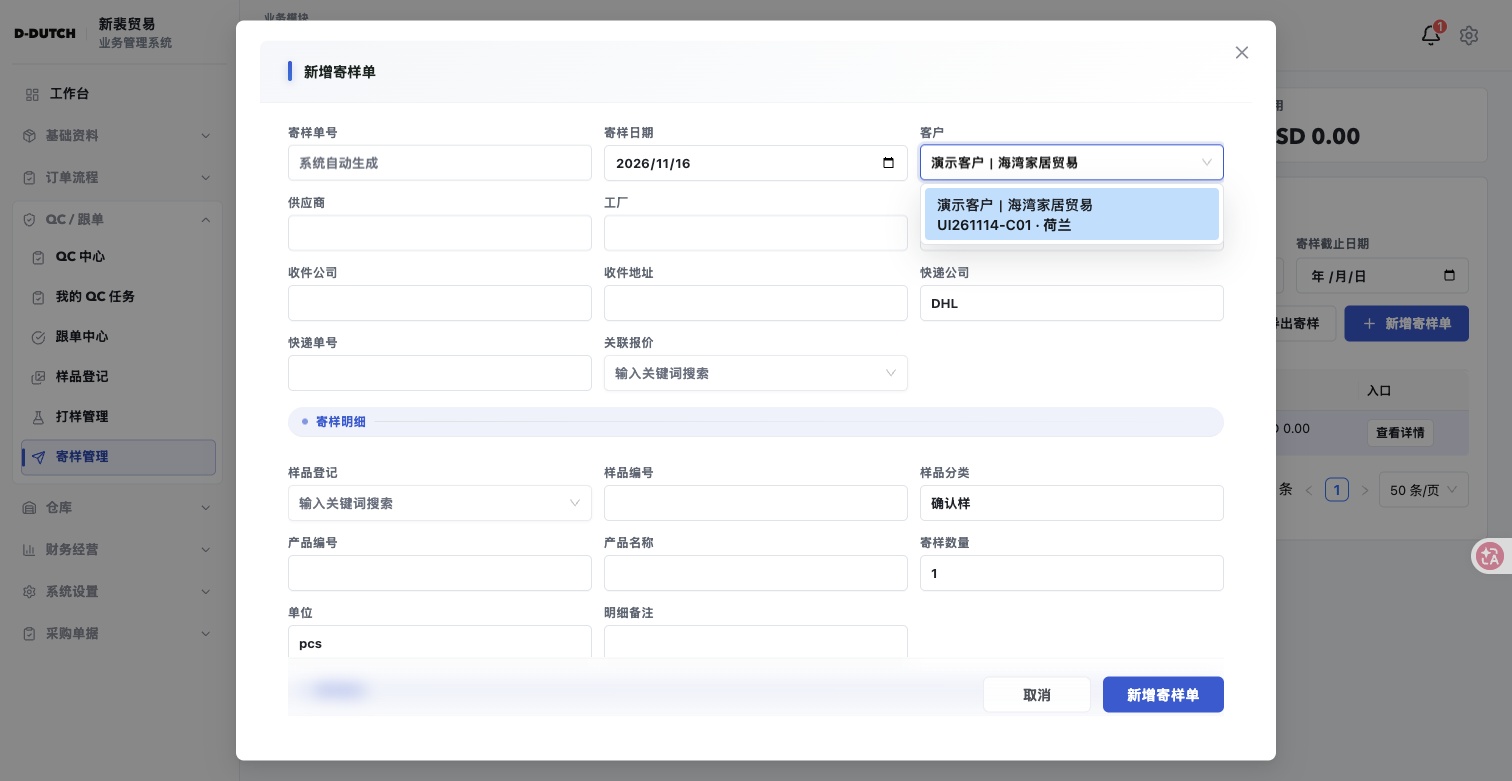 D-DUTCH
新裴贸易
业务管理系统
工作台
基础资料
订单流程
QC / 跟单
QC 中心
我的 QC 任务
跟单中心
样品登记
打样管理
寄样管理
仓库
财务经营
系统设置
采购单据
业务模块
1
新增寄样单
寄样单号
寄样日期
客户
系统自动生成
2026/11/16
演示客户 | 海湾家居贸易
演示客户 | 海湾家居贸易
UI261114-C01 · 荷兰
供应商
工厂
收件公司
收件地址
快递公司
DHL
快递单号
关联报价
输入关键词搜索
寄样明细
样品登记
样品编号
样品分类
输入关键词搜索
确认样
产品编号
产品名称
寄样数量
1
单位
明细备注
pcs
取消
新增寄样单
SD 0.00
寄样截止日期
年 /月/日
出寄样
新增寄样单
入口
0.00
查看详情
条
1
50 条/页